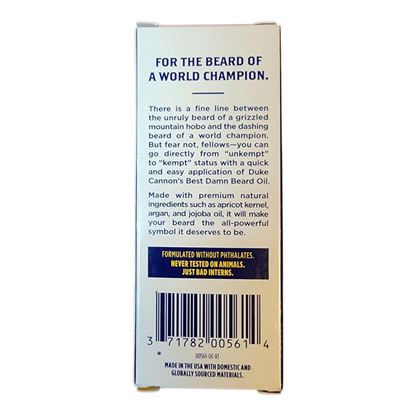 FOR THE BEARD OF
A WORLD CHAMPION.
There is a fine line between
the unruly beard of a grizzled
mountain hobo and the dashing
beard of a world champion.
But fear not, fellows—you can
go directly from "unkempt"
to "kempt" status with a quick
and easy application of Duke
Cannon's Best Damn Beard Oil.
Made with premium natural
ingredients such as apricot kernel,
argan, and jojoba oil, it will make
your beard the all-powerful
symbol it deserves to be.
FORMULATED WITHOUT PHTHALATES.
NEVER TESTED ON ANIMALS.
JUST BAD INTERNS.
3 71782 00561 4
00561-UC-V1
MADE IN THE USA WITH DOMESTIC AND
GLOBALLY SOURCED MATERIALS.